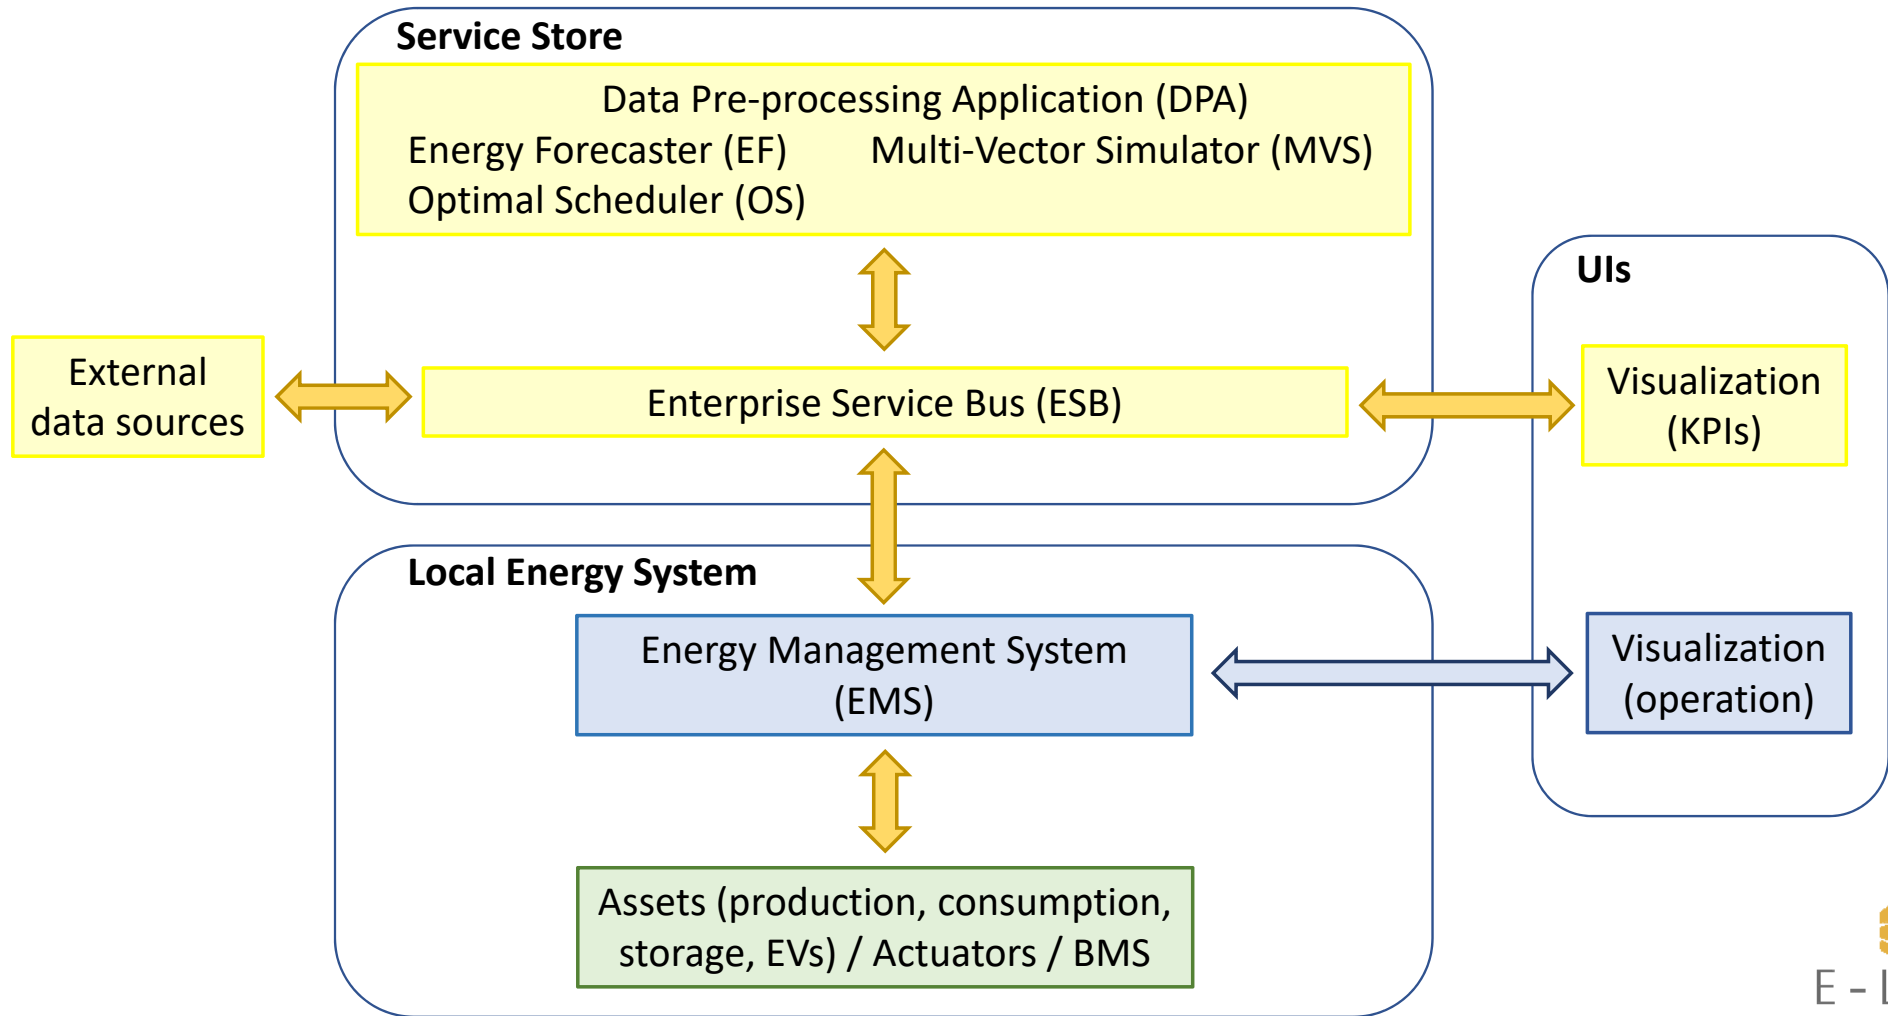 Service Store
Data Pre-processing Application (DPA)
Energy Forecaster (EF) Multi-Vector Simulator (MVS)
Optimal Scheduler (OS)
UIs
External
data sources
Enterprise Service Bus (ESB)
Visualization
(KPIs)
Local Energy System
Energy Management System
(EMS)
Visualization
(operation)
Assets (production, consumption,
storage, EVs) / Actuators / BMS
E –